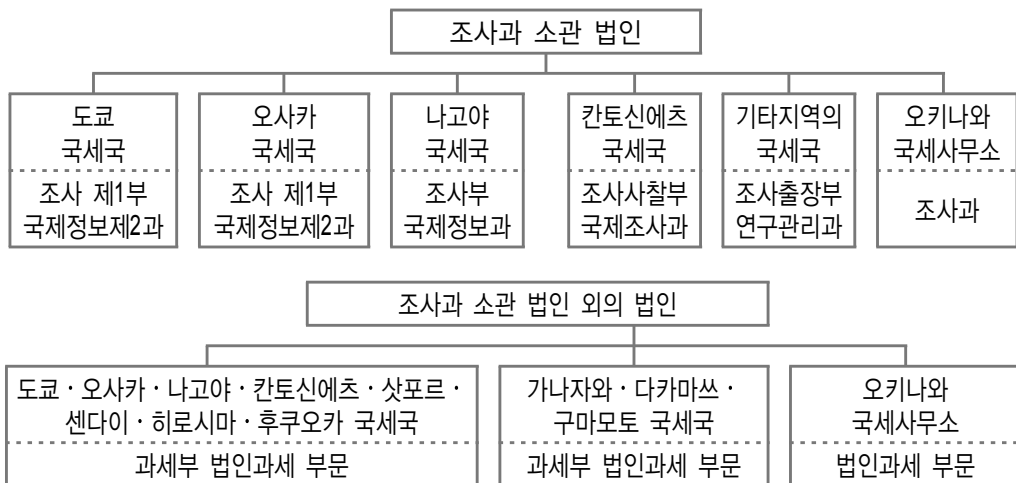 조사과 소관 법인
도쿄
국세국
조사 제1부
국제정보제2과
오사카
국세국
조사 제1부
국제정보제2과
나고야
국세국
조사부
국제정보과
칸토신에츠
국세국
조사사찰부
국제조사과
기타지역의
국세국
조사출장부
연구관리과
오키나와
국세사무소
조사과
조사과 소관 법인 외의 법인
도쿄·오사카·나고야·칸토신에츠·삿포르·
센다이·히로시마·후쿠오카 국세국
과세부 법인과세 부문
가나자와·다카마쓰·
구마모토 국세국
과세부 법인과세 부문
오키나와
국세사무소
법인과세 부문